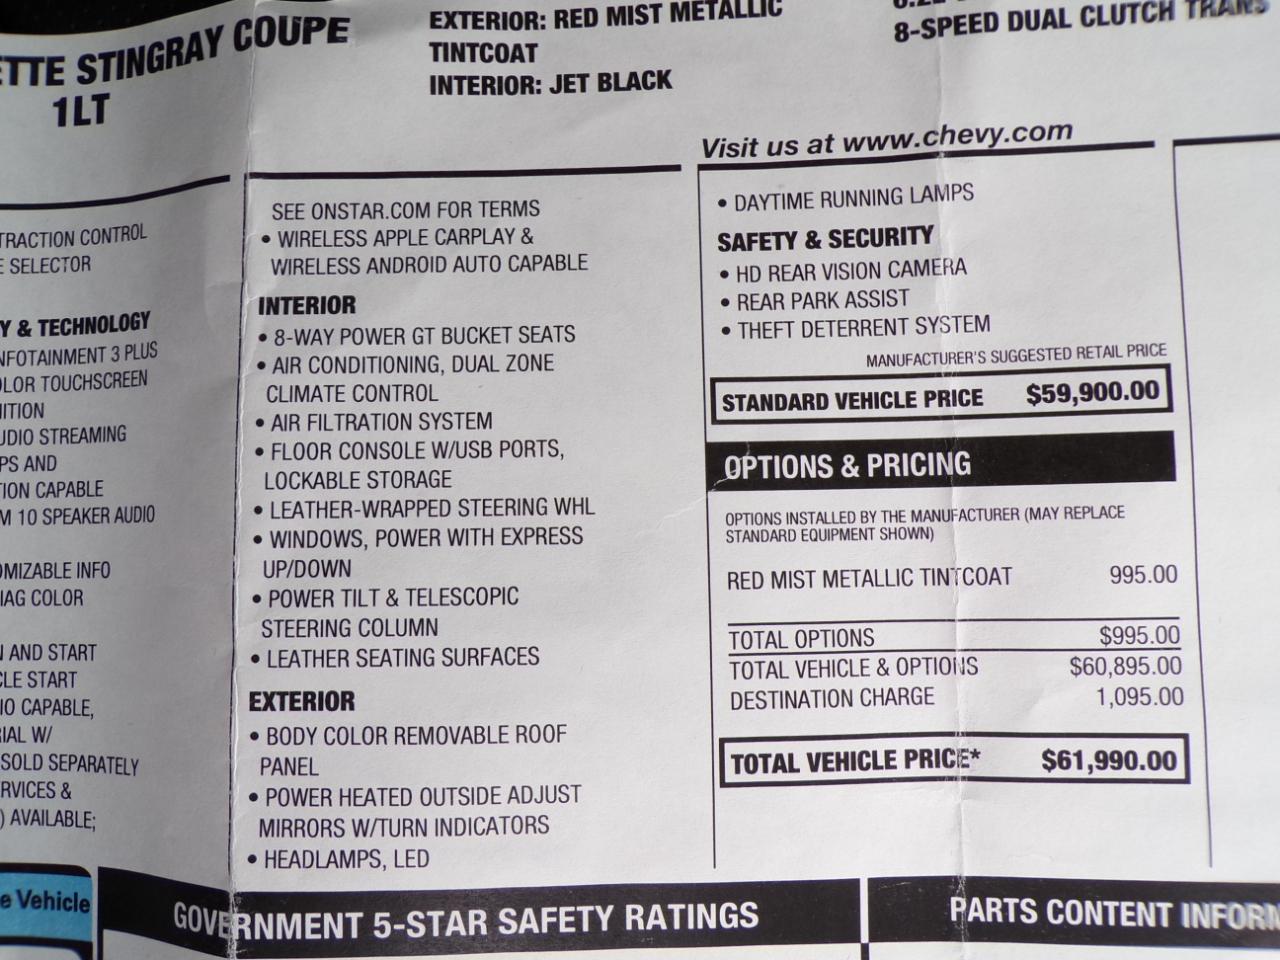 STINGRAY COUPE
1LT
EXTERIOR: RED MIST METALLIC
TINTCOAT
INTERIOR: JET BLACK
8-SPEED DUAL CLUTCH TRANS
Visit us at www.chevy.com
TRACTION CONTROL
SELECTOR
Y & TECHNOLOGY
NFOTAINMENT 3 PLUS
OLOR TOUCHSCREEN
NITION
UDIO STREAMING
PS AND
TION CAPABLE
M 10 SPEAKER AUDIO
OMIZABLE INFO
IAG COLOR
N AND START
CLE START
IO CAPABLE,
RIAL W/
SOLD SEPARATELY
RVICES &
) AVAILABLE;
SEE ONSTAR.COM FOR TERMS
• WIRELESS APPLE CARPLAY &
WIRELESS ANDROID AUTO CAPABLE
INTERIOR
• 8-WAY POWER GT BUCKET SEATS
• AIR CONDITIONING, DUAL ZONE
CLIMATE CONTROL
• AIR FILTRATION SYSTEM
• FLOOR CONSOLE W/USB PORTS,
LOCKABLE STORAGE
• LEATHER-WRAPPED STEERING WHL
• WINDOWS, POWER WITH EXPRESS
UP/DOWN
• POWER TILT & TELESCOPIC
STEERING COLUMN
• LEATHER SEATING SURFACES
EXTERIOR
• BODY COLOR REMOVABLE ROOF
PANEL
• POWER HEATED OUTSIDE ADJUST
MIRRORS W/TURN INDICATORS
• HEADLAMPS, LED
• DAYTIME RUNNING LAMPS
SAFETY & SECURITY
• HD REAR VISION CAMERA
• REAR PARK ASSIST
• THEFT DETERRENT SYSTEM
MANUFACTURER'S SUGGESTED RETAIL PRICE
STANDARD VEHICLE PRICE $59,900.00
OPTIONS & PRICING
OPTIONS INSTALLED BY THE MANUFACTURER (MAY REPLACE
STANDARD EQUIPMENT SHOWN)
RED MIST METALLIC TINTCOAT 995.00
TOTAL OPTIONS $995.00
TOTAL VEHICLE & OPTIONS $60,895.00
DESTINATION CHARGE 1,095.00
TOTAL VEHICLE PRICE* $61,990.00
e Vehicle
GOVERNMENT 5-STAR SAFETY RATINGS
PARTS CONTENT INFORM